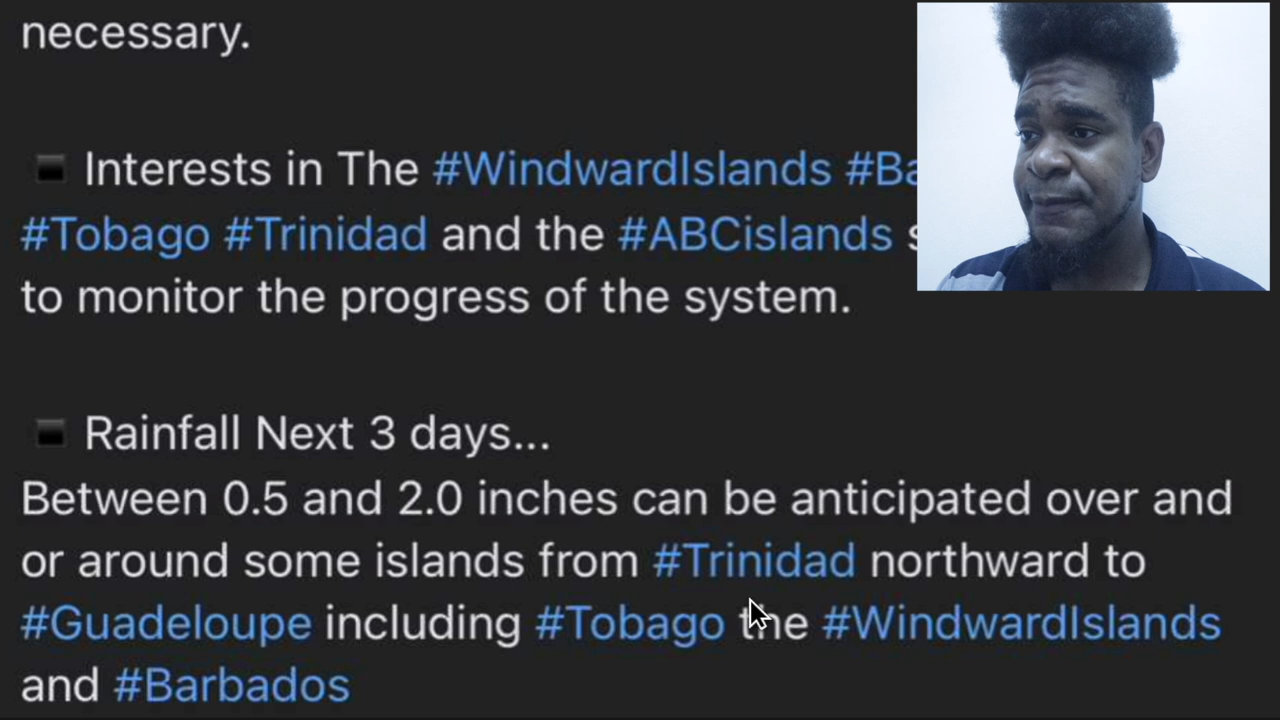 necessary.
▪️ Interests in The #WindwardIslands
#Tobago #Trinidad and the #ABCislands
to monitor the progress of the system.
▪️ Rainfall Next 3 days...
Between 0.5 and 2.0 inches can be anticipated over and
or around some islands from #Trinidad northward to
#Guadeloupe including #Tobago the #WindwardIslands
and #Barbados